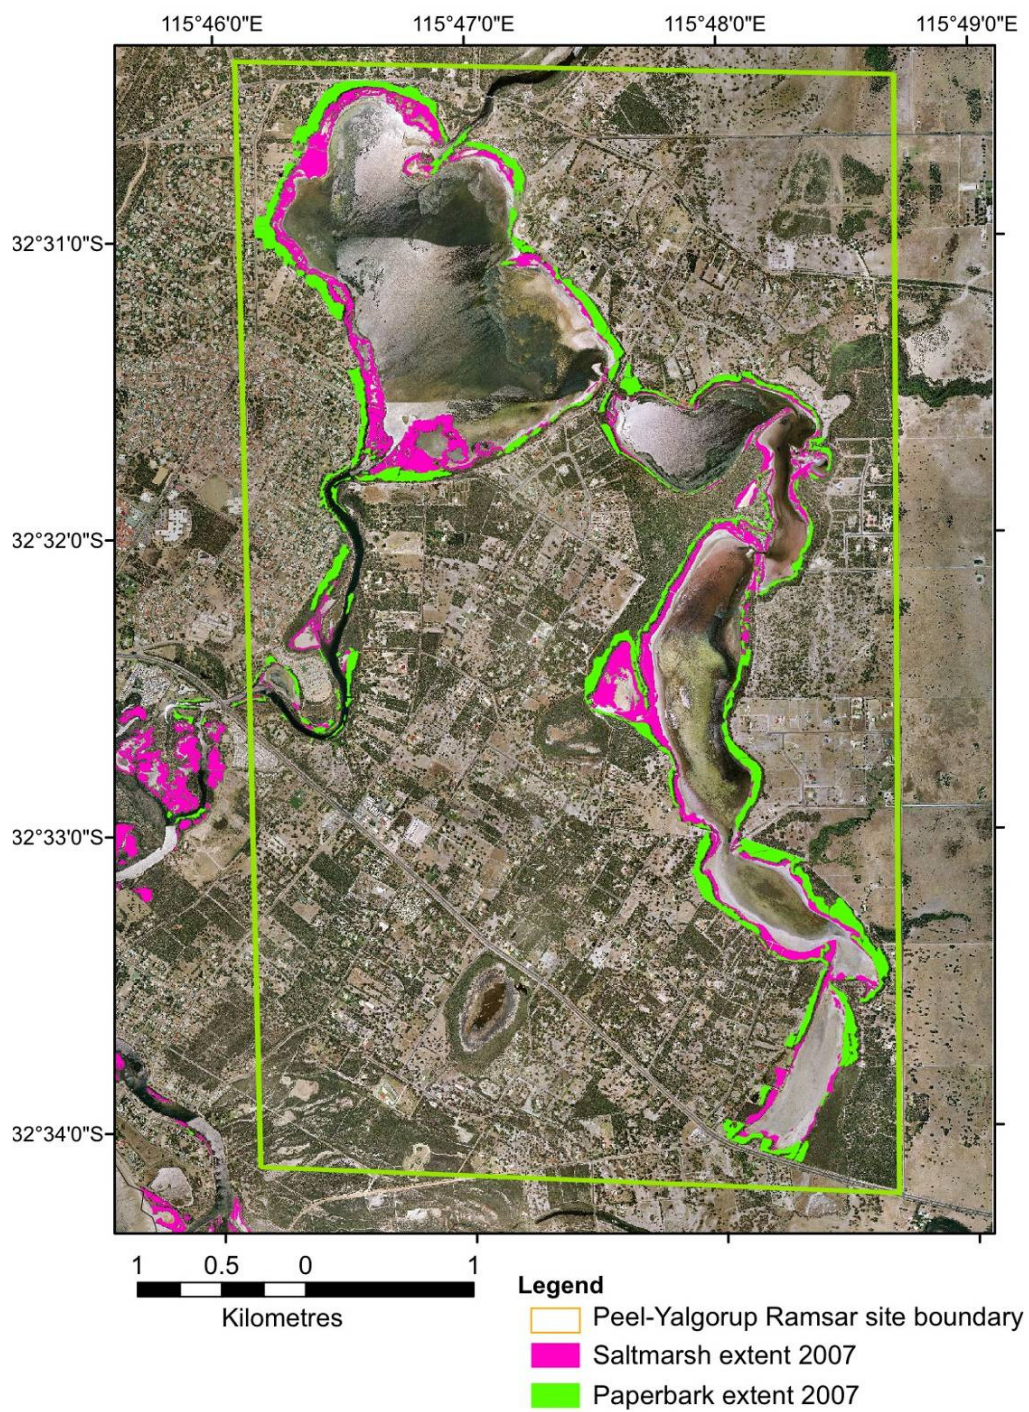 115°46'0"E 115°47'0"E 115°48'0"E 115°49'0"E
32°31'0"S
32°32'0"S
32°33'0"S
32°34'0"S
1 0.5 0 1
Kilometres
Legend
Peel-Yalgorup Ramsar site boundary
Saltmarsh extent 2007
Paperbark extent 2007